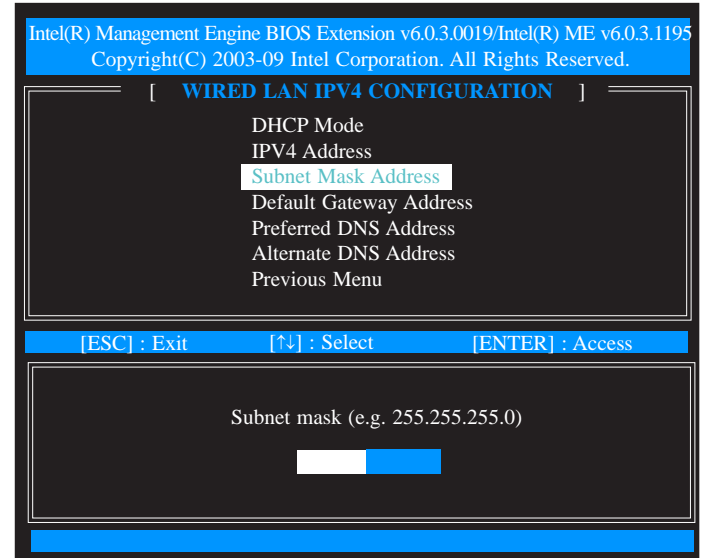 Intel(R) Management Engine BIOS Extension v6.0.3.0019/Intel(R) ME v6.0.3.1195
Copyright(C) 2003-09 Intel Corporation. All Rights Reserved.
[ WIRED LAN IPV4 CONFIGURATION ]
DHCP Mode
IPV4 Address
Subnet Mask Address
Default Gateway Address
Preferred DNS Address
Alternate DNS Address
Previous Menu
[ESC] : Exit [↑↓] : Select [ENTER] : Access
Subnet mask (e.g. 255.255.255.0)